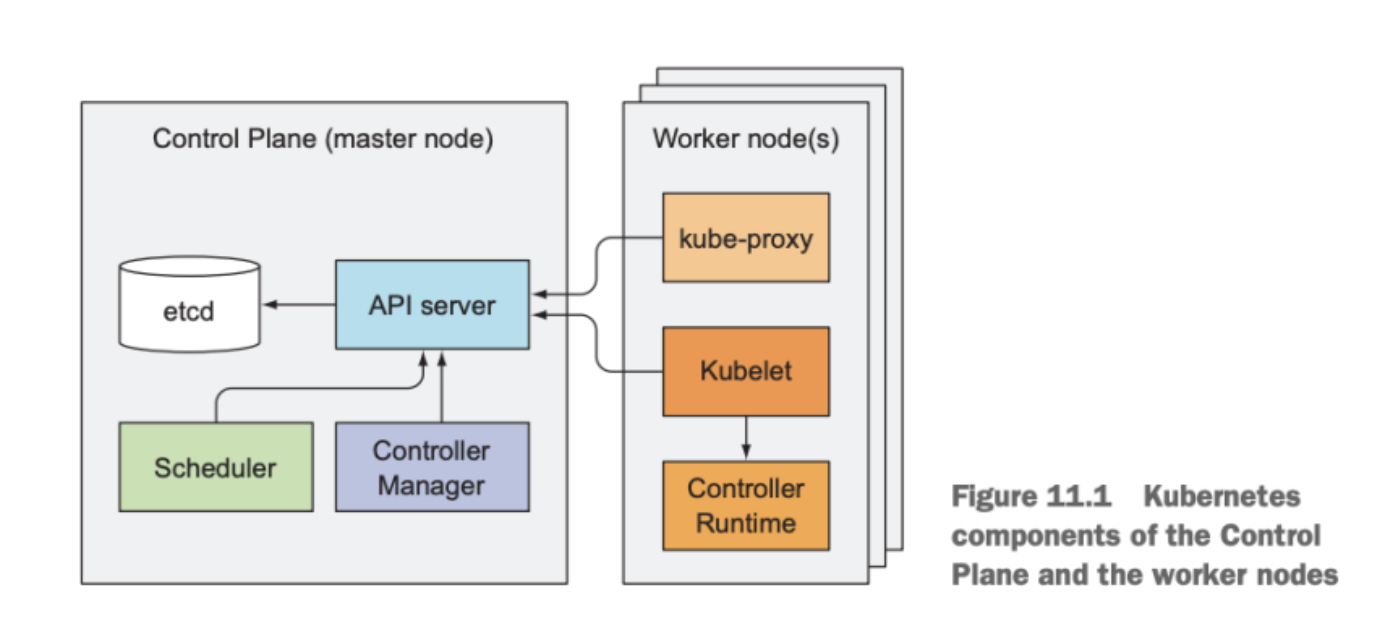 Control Plane (master node)
etcd
API server
Scheduler
Controller
Manager
Worker node(s)
kube-proxy
Kubelet
Controller
Runtime
Figure 11.1 Kubernetes
components of the Control
Plane and the worker nodes